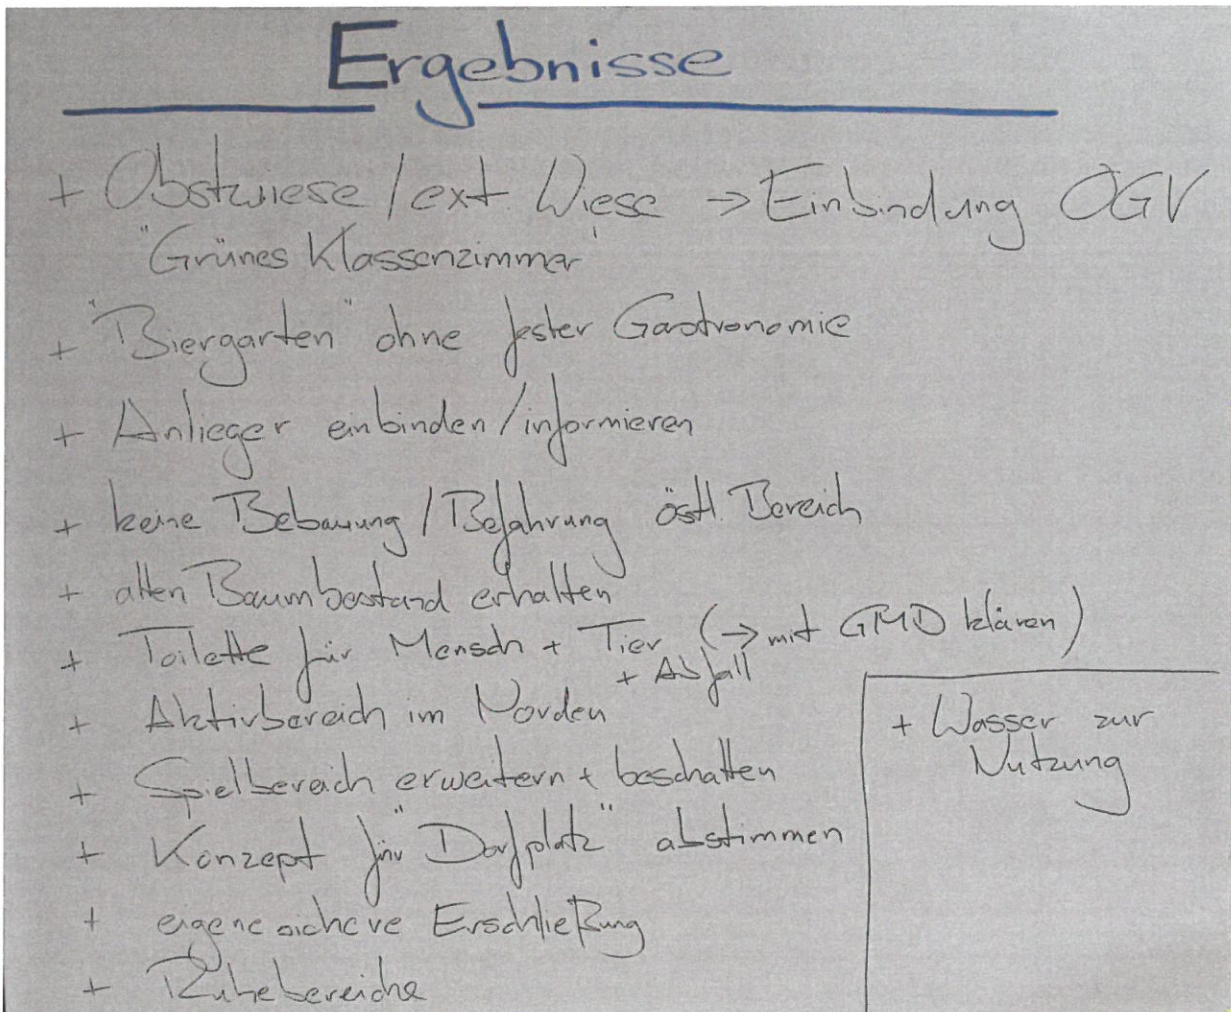 Ergebnisse
+ Obstwiese / ext. Wiese → Einbindung OGV
"Grünes Klassenzimmer"
+ "Biergarten" ohne fester Gastronomie
+ Anlieger einbinden / informieren
+ keine Bebauung / Befahrung östl. Bereich
+ alten Baumbestand erhalten
+ Toilette für Mensch + Tier (→ mit GMD klären)
+ Abfall
+ Aktivbereich im Norden
+ Spielbereich erweitern + beschatten
+ Konzept für "Dorfplatz" abstimmen
+ eigene sichere Erschließung
+ Ruhebereiche
+ Wasser zur
Nutzung